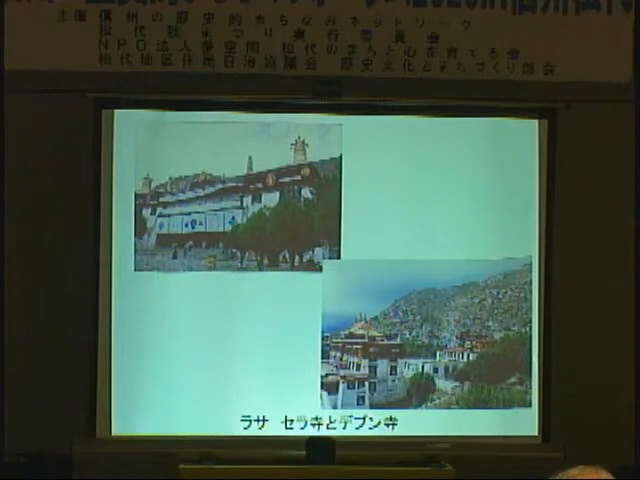 主催 信州の歴史的まちなみネットワーク
松代秋まつり実行委員会
NPO法人夢空間 松代のまちと心を育てる会
松代地区住民自治協議会 歴史文化とまちづくり部会
ラサ セラ寺とデプン寺